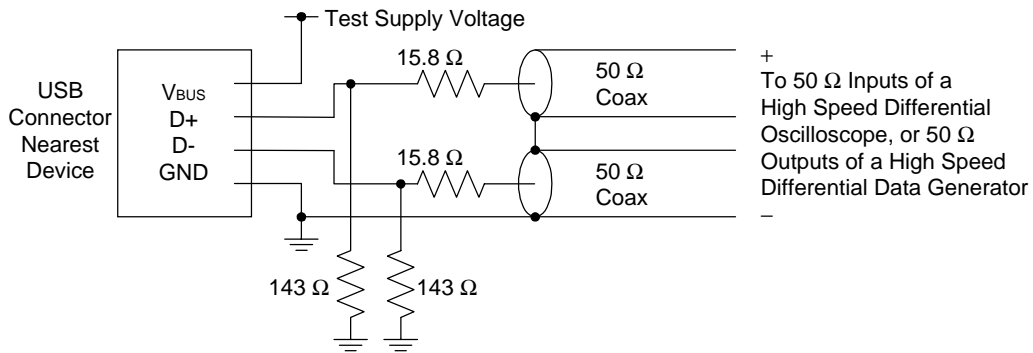 Test Supply Voltage
USB
Connector
Nearest
Device
VBUS
D+
D-
GND
15.8 Ω
15.8 Ω
50 Ω
Coax
50 Ω
Coax
+
To 50 Ω Inputs of a
High Speed Differential
Oscilloscope, or 50 Ω
Outputs of a High Speed
Differential Data Generator
−
143 Ω
143 Ω